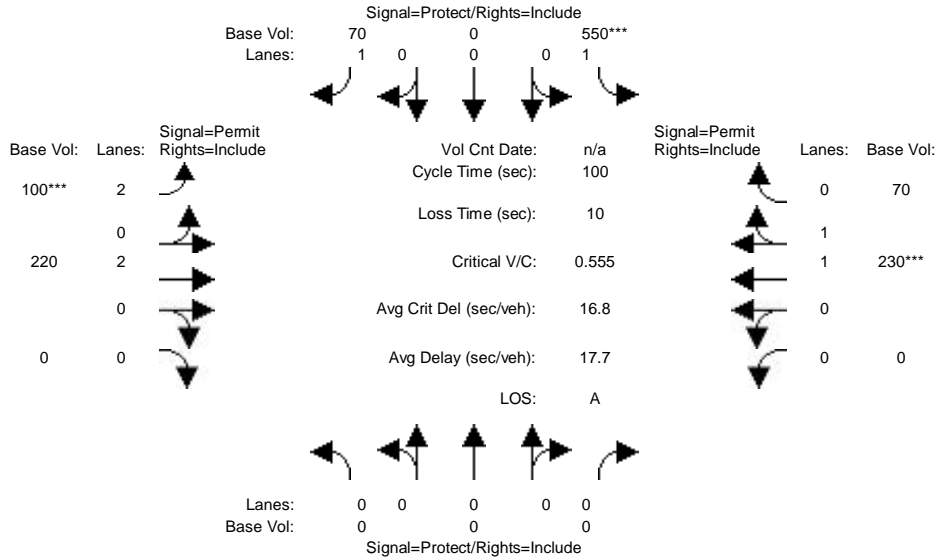 Signal=Protect/Rights=Include
Base Vol: 70 0 550***
Lanes: 1 0 0 0 1
Signal=Permit
Base Vol: Lanes: Rights=Include
Vol Cnt Date: n/a
Signal=Permit
Rights=Include Lanes: Base Vol:
Cycle Time (sec): 100
100*** 2
0 70
Loss Time (sec): 10
0
1
220 2
Critical V/C: 0.555
1 230***
0
Avg Crit Del (sec/veh): 16.8
0
0 0
Avg Delay (sec/veh): 17.7
0 0
LOS: A
Lanes: 0 0 0 0 0
Base Vol: 0 0 0
Signal=Protect/Rights=Include